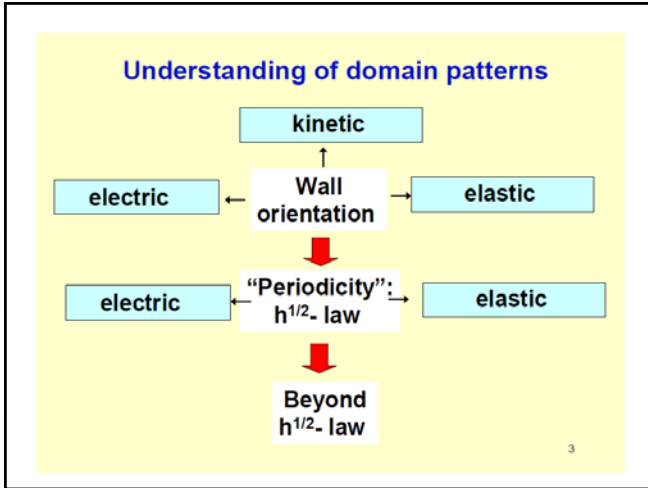 Understanding of domain patterns
kinetic
electric
Wall
orientation
elastic
electric
“Periodicity”:
h1/2- law
elastic
Beyond
h1/2- law
3